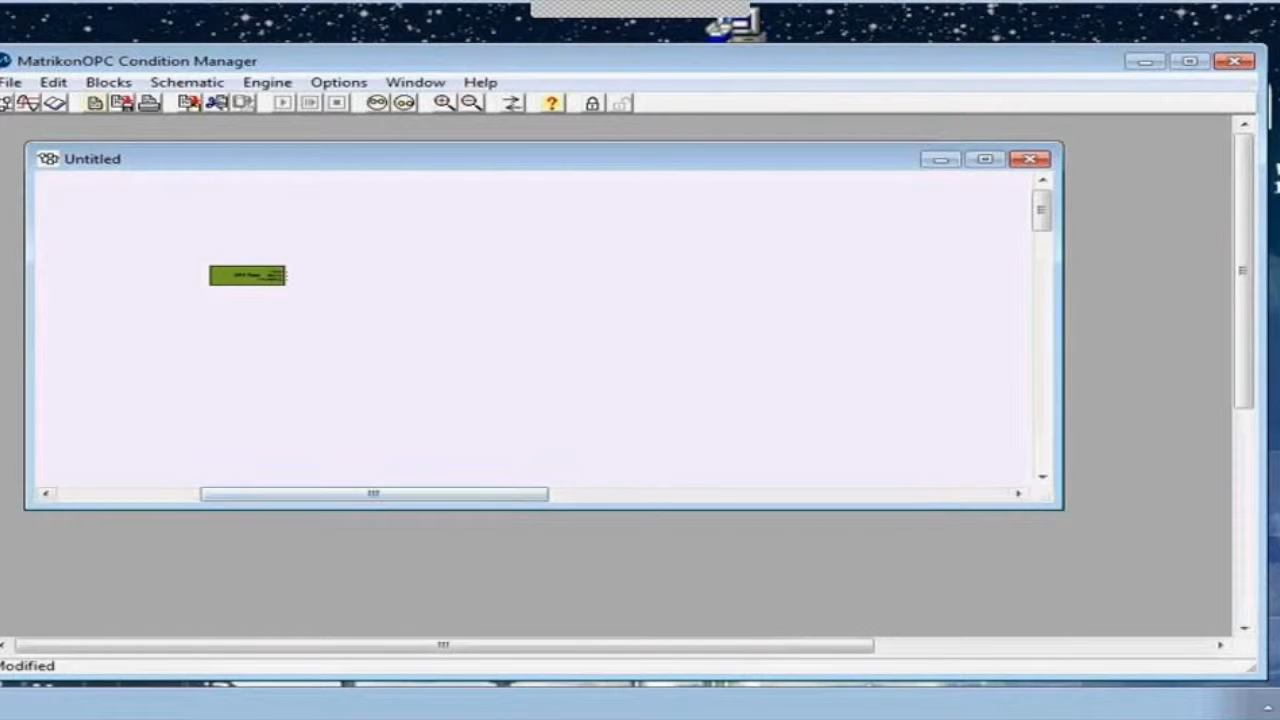 MatrikonOPC Condition Manager
File Edit Blocks Schematic Engine Options Window Help
Untitled
Modified